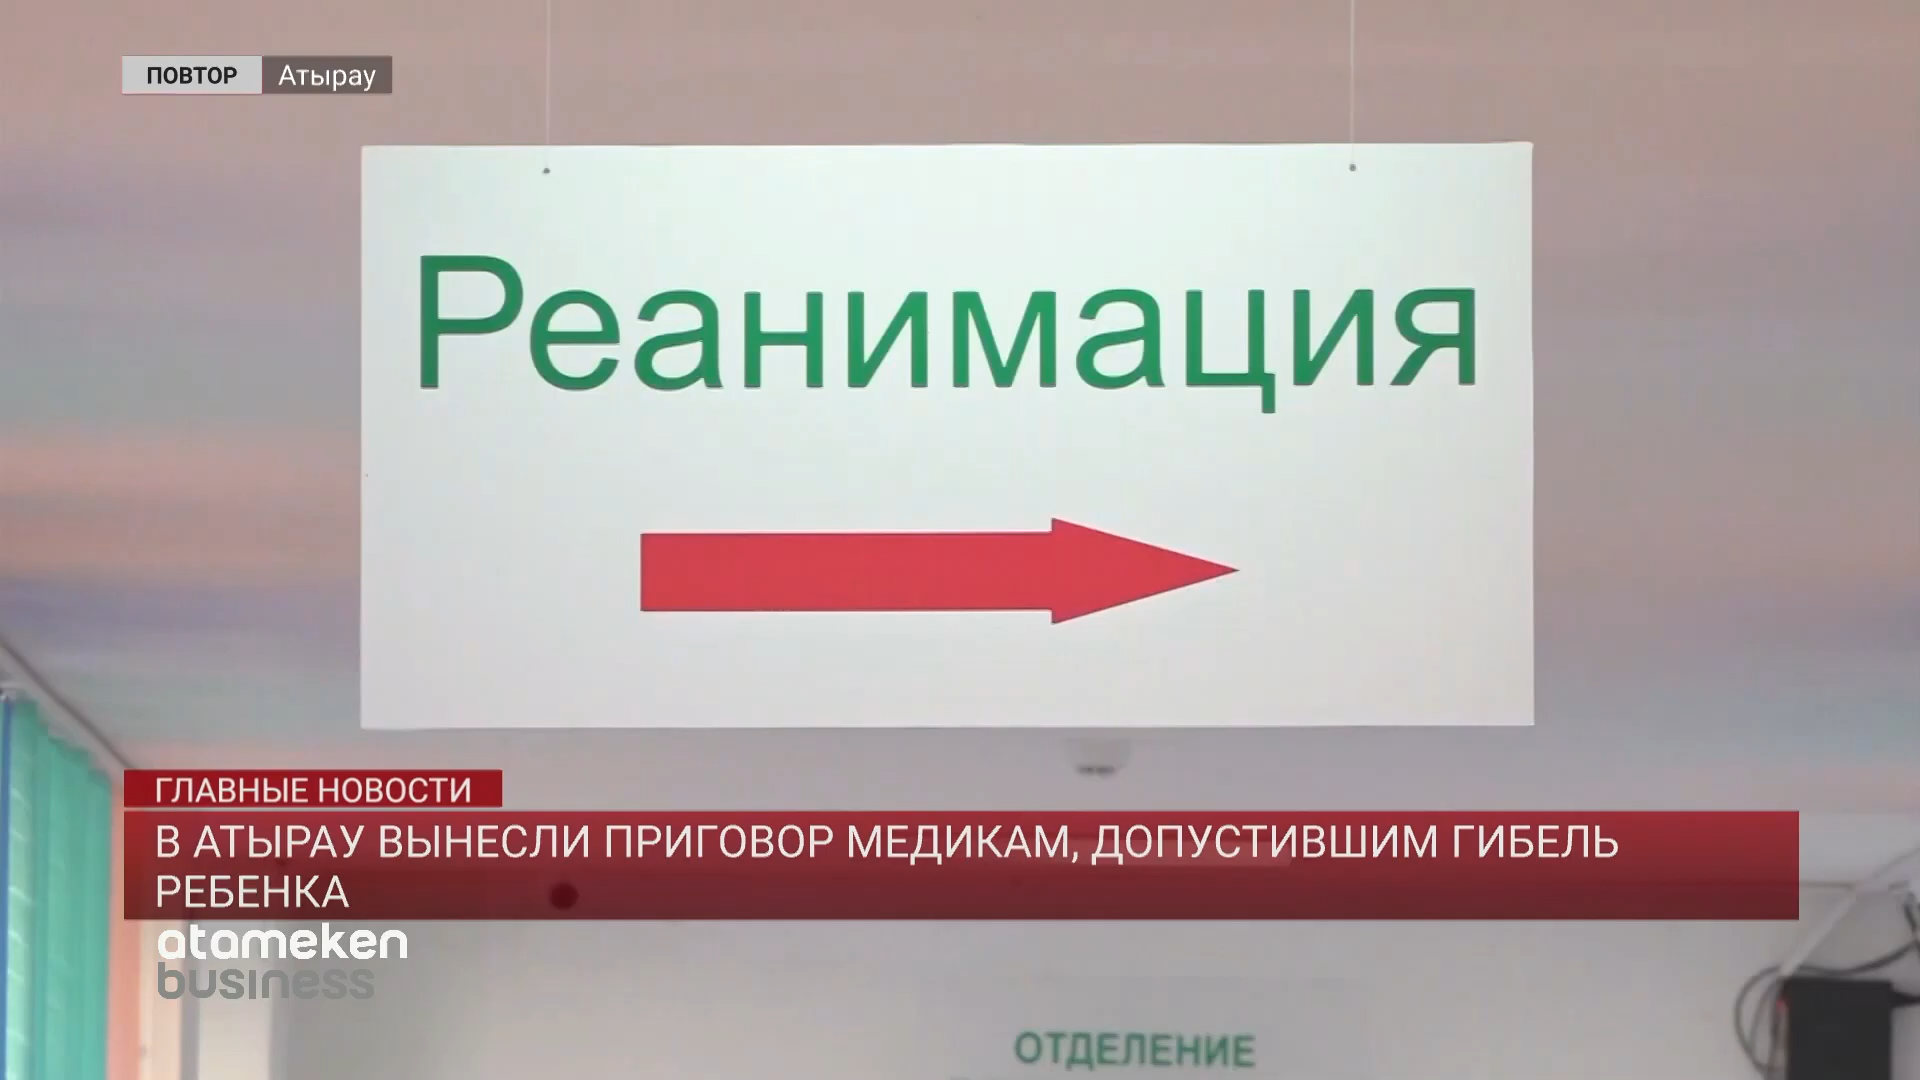 ПОВТОР Атырау
Реанимация
ГЛАВНЫЕ НОВОСТИ
В АТЫРАУ ВЫНЕСЛИ ПРИГОВОР МЕДИКАМ, ДОПУСТИВШИМ ГИБЕЛЬ
РЕБЕНКА
atameken
business
ОТДЕЛЕНИЕ